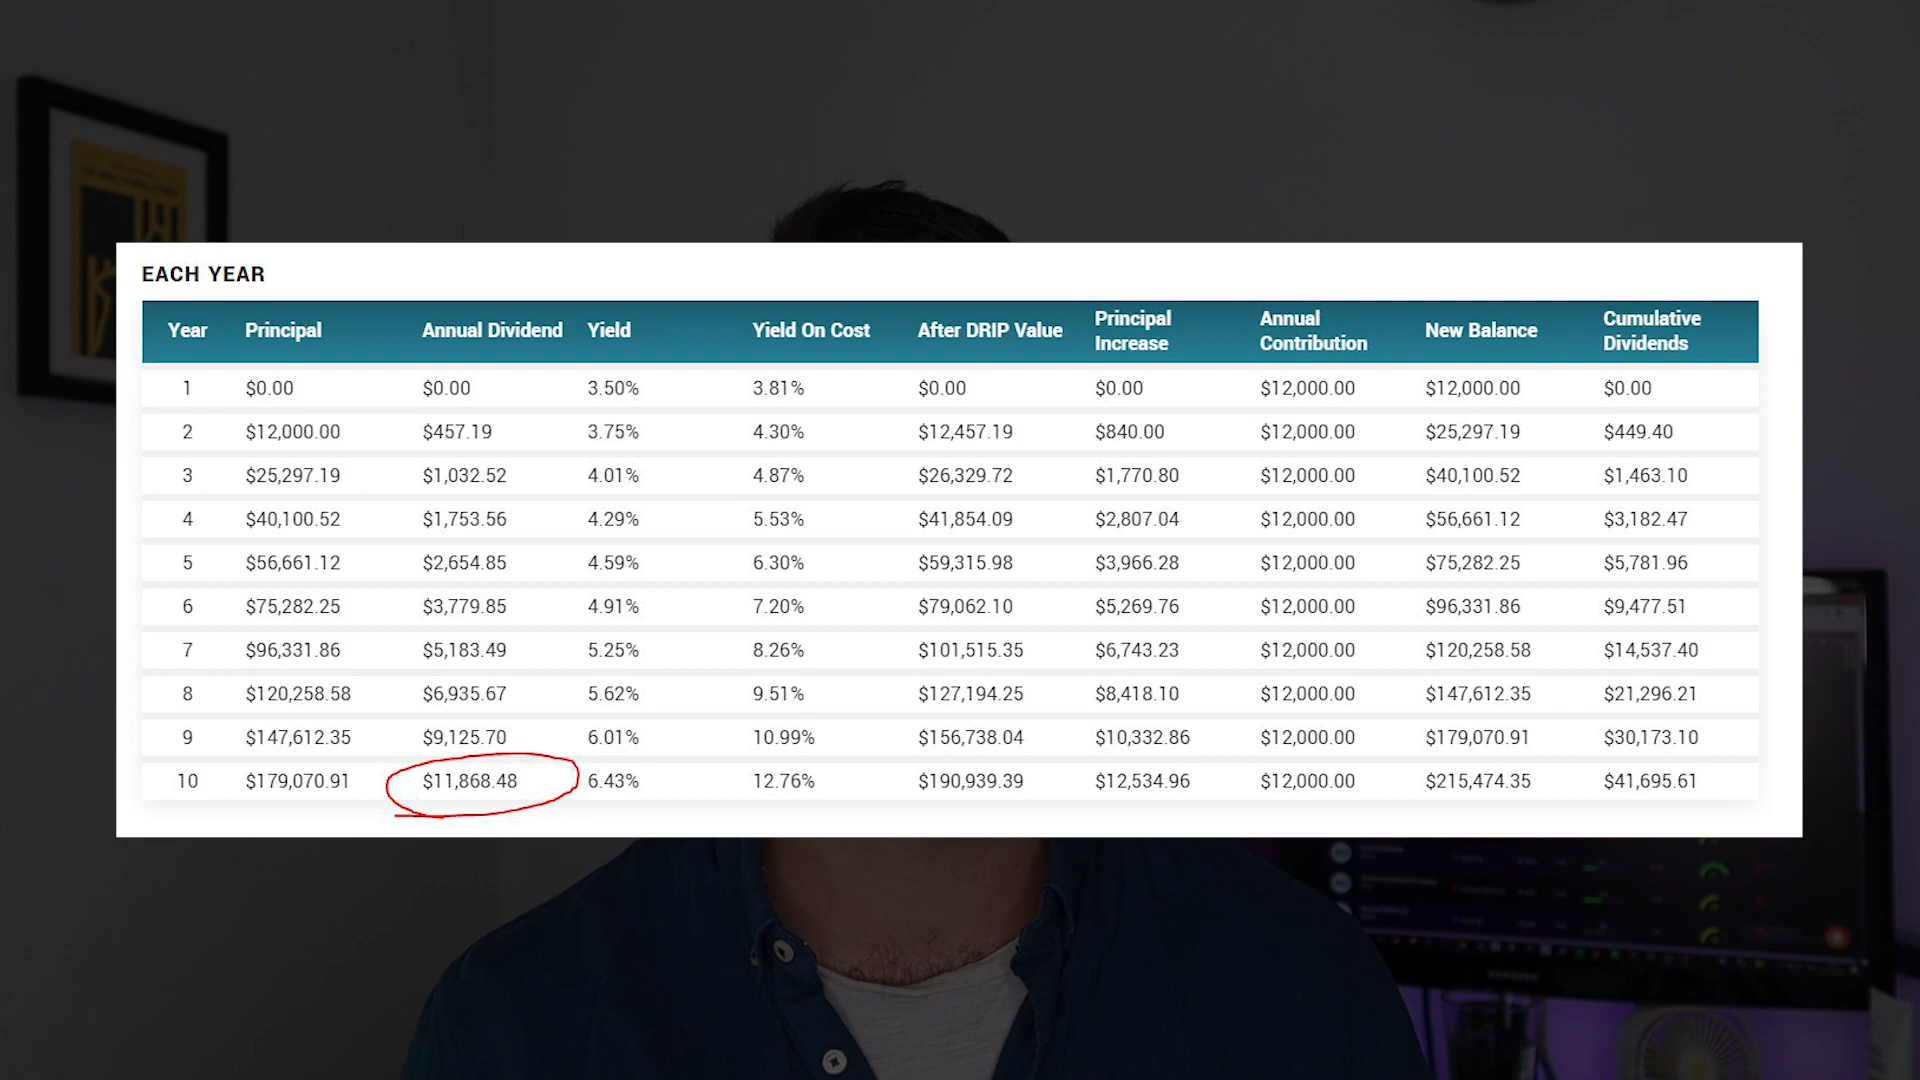 EACH YEAR
Year Principal Annual Dividend Yield Yield On Cost After DRIP Value Principal Increase Annual Contribution New Balance Cumulative Dividends
1 $0.00 $0.00 3.50% 3.81% $0.00 $0.00 $12,000.00 $12,000.00 $0.00
2 $12,000.00 $457.19 3.75% 4.30% $12,457.19 $840.00 $12,000.00 $25,297.19 $449.40
3 $25,297.19 $1,032.52 4.01% 4.87% $26,329.72 $1,770.80 $12,000.00 $40,100.52 $1,463.10
4 $40,100.52 $1,753.56 4.29% 5.53% $41,854.09 $2,807.04 $12,000.00 $56,661.12 $3,182.47
5 $56,661.12 $2,654.85 4.59% 6.30% $59,315.98 $3,966.28 $12,000.00 $75,282.25 $5,781.96
6 $75,282.25 $3,779.85 4.91% 7.20% $79,062.10 $5,269.76 $12,000.00 $96,331.86 $9,477.51
7 $96,331.86 $5,183.49 5.25% 8.26% $101,515.35 $6,743.23 $12,000.00 $120,258.58 $14,537.40
8 $120,258.58 $6,935.67 5.62% 9.51% $127,194.25 $8,418.10 $12,000.00 $147,612.35 $21,296.21
9 $147,612.35 $9,125.70 6.01% 10.99% $156,738.04 $10,332.86 $12,000.00 $179,070.91 $30,173.10
10 $179,070.91 $11,868.48 6.43% 12.76% $190,939.39 $12,534.96 $12,000.00 $215,474.35 $41,695.61